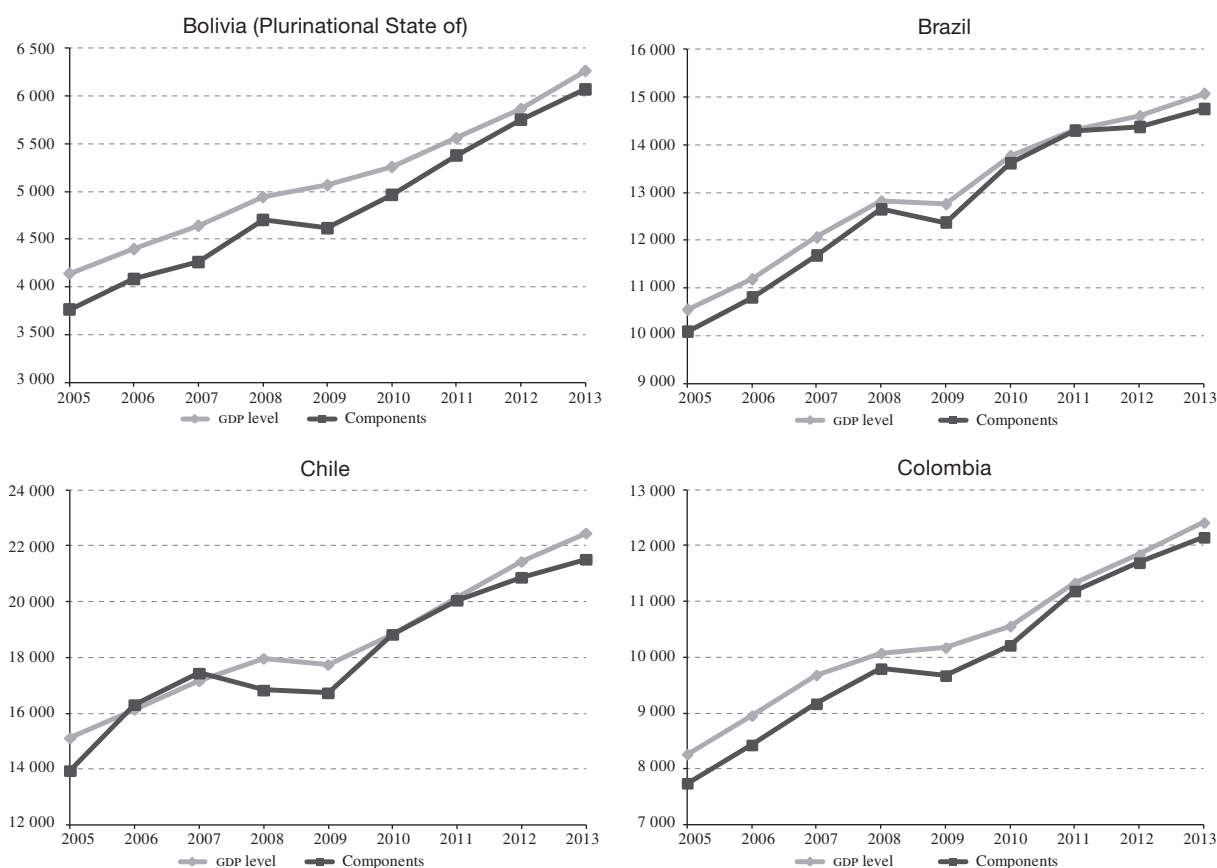 Bolivia (Plurinational State of)
6 500
6 000
5 500
5 000
4 500
4 000
3 500
3 000
2005 2006 2007 2008 2009 2010 2011 2012 2013
GDP level Components
Brazil
16 000
15 000
14 000
13 000
12 000
11 000
10 000
9 000
2005 2006 2007 2008 2009 2010 2011 2012 2013
GDP level Components
Chile
24 000
22 000
20 000
18 000
16 000
14 000
12 000
2005 2006 2007 2008 2009 2010 2011 2012 2013
GDP level Components
Colombia
13 000
12 000
11 000
10 000
9 000
8 000
7 000
2005 2006 2007 2008 2009 2010 2011 2012 2013
GDP level Components